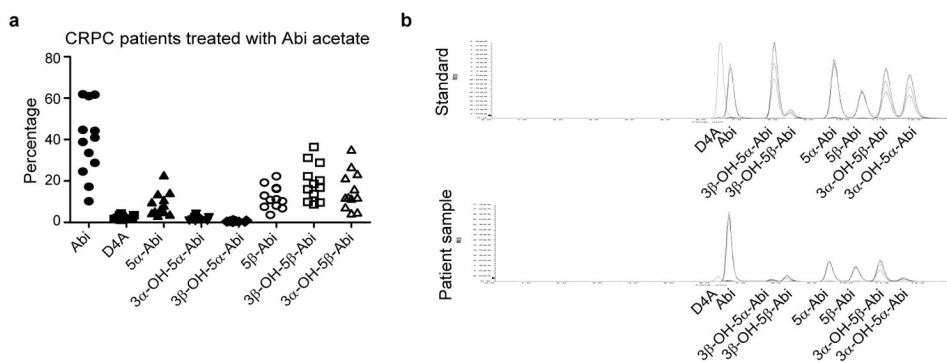 a
CRPC patients treated with Abi acetate
Percentage
80
60
40
20
0
Abi
D4A
5α-Abi
3α-OH-5α-Abi
3β-OH-5α-Abi
5β-Abi
3β-OH-5β-Abi
3α-OH-5β-Abi
b
Standard
D4A
Abi
3β-OH-5α-Abi
3β-OH-5β-Abi
5α-Abi
5β-Abi
3α-OH-5β-Abi
3α-OH-5α-Abi
Patient sample
D4A
Abi
3β-OH-5α-Abi
3β-OH-5β-Abi
5α-Abi
5β-Abi
3α-OH-5β-Abi
3α-OH-5α-Abi